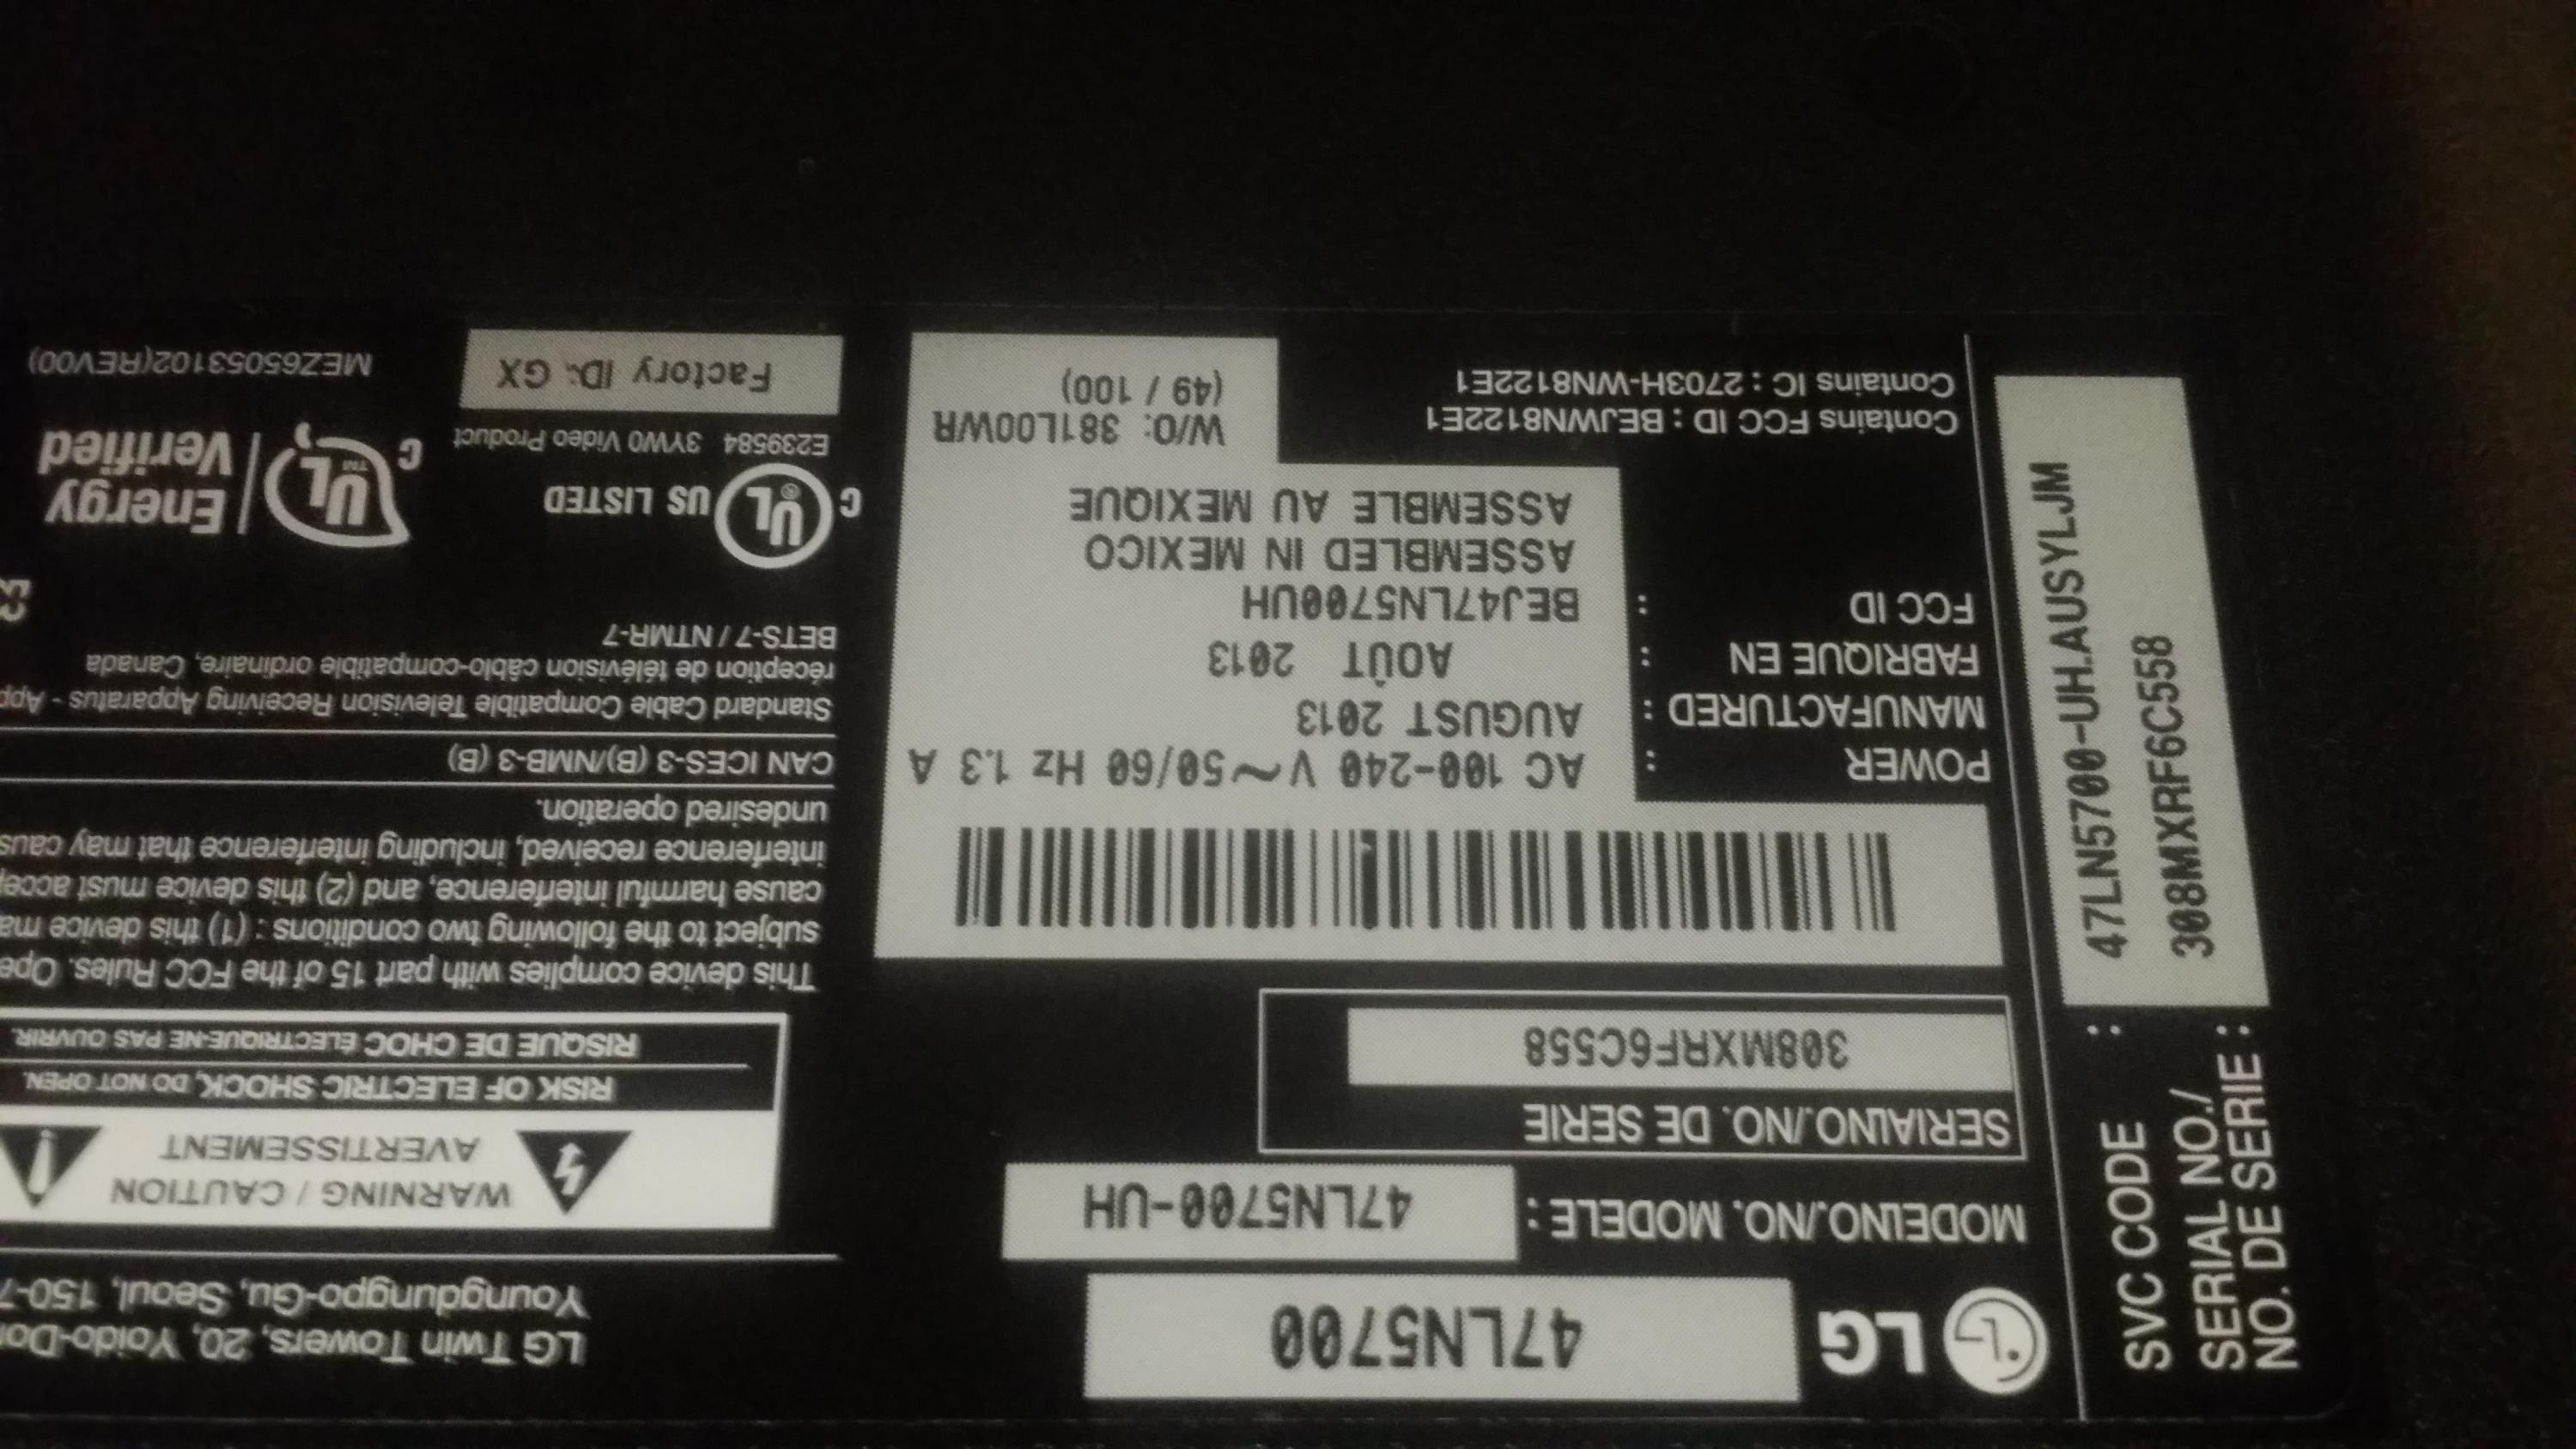 LG
47LN5700
MODELNO./NO. MODELE : 47LN5700-UH
SERIALNO./NO. DE SERIE
308MXRF6C558
POWER : AC 100-240 V~50/60 Hz 1.3 A
MANUFACTURED : AUGUST 2013
FABRIQUE EN : AOÛT 2013
FCC ID : BEJ47LN5700UH
ASSEMBLED IN MEXICO
ASSEMBLE AU MEXIQUE
Contains FCC ID : BEJWN8122E1
Contains IC : 2703H-WN8122E1
W/O: 381L00WR
(49 / 100)
SVC CODE : 47LN5700-UH.AUSYLJM
SERIAL NO./
NO. DE SERIE : 308MXRF6C558
LG Twin Towers, 20, Yoido-Do
Youngdungpo-Gu, Seoul, 150-7
WARNING / CAUTION
AVERTISSEMENT
RISK OF ELECTRIC SHOCK, DO NOT OPEN.
RISQUE DE CHOC ÉLECTRIQUE-NE PAS OUVRIR.
This device complies with part 15 of the FCC Rules. Ope
subject to the following two conditions : (1) this device ma
cause harmful interference, and (2) this device must accep
interference received, including interference that may caus
undesired operation.
CAN ICES-3 (B)/NMB-3 (B)
Standard Cable Compatible Television Receiving Apparatus - App
réception de télévision câblo-compatible ordinaire, Canada
BETS-7 / NTMR-7
C UL® US LISTED
E239584 3YW0 Video Product
Factory ID: GX
C UL™ Energy
Verified
MEZ65053102(REV00)